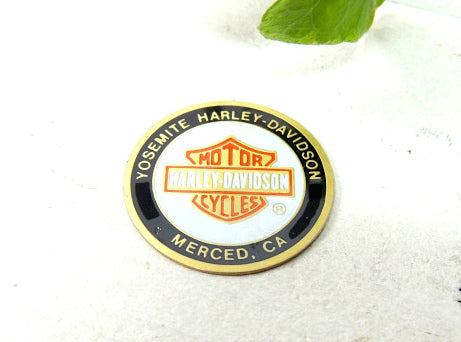 YOSEMITE HARLEY-DAVIDSON
MOTOR
HARLEY-DAVIDSON
CYCLES
®
MERCED, CA